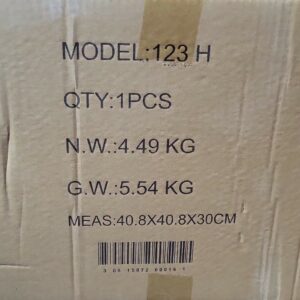 MODEL:123 H
QTY:1PCS
N.W.:4.49 KG
G.W.:5.54 KG
MEAS:40.8X40.8X30CM